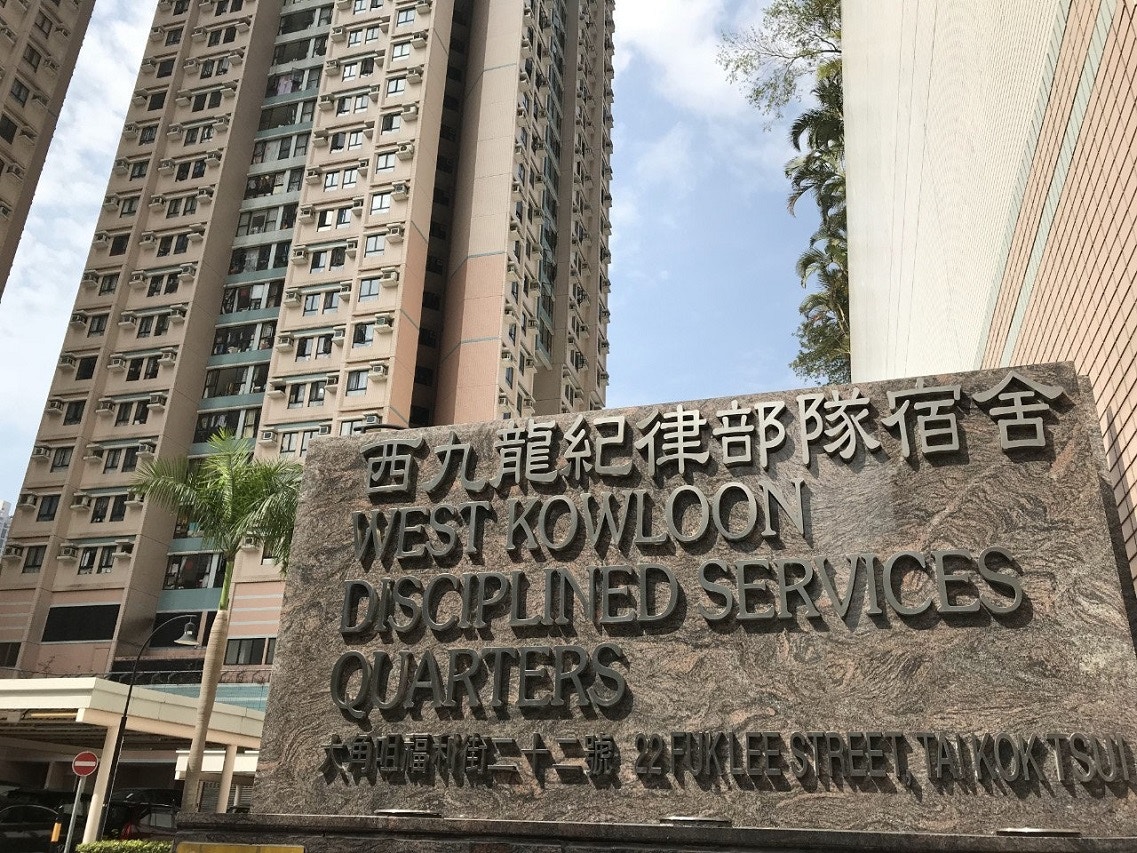 西九龍紀律部隊宿舍
WEST KOWLOON
DISCIPLINED SERVICES
QUARTERS
大角咀福利街二十二號 22 FUK LEE STREET, TAI KOK TSUI